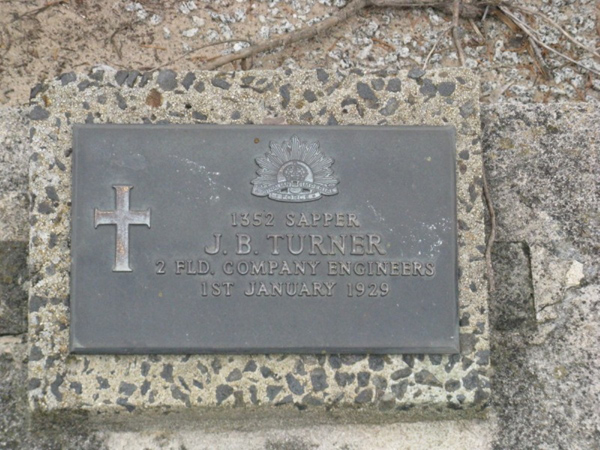 1352 SAPPER
J. B. TURNER
2 FLD. COMPANY ENGINEERS
1ST JANUARY 1929